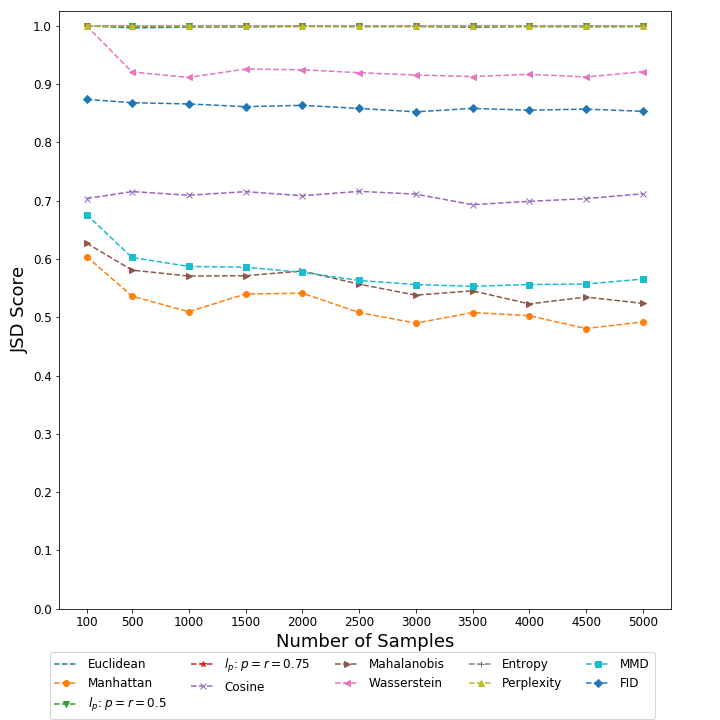 1.0
0.9
0.8
0.7
0.6
0.5
0.4
0.3
0.2
0.1
0.0
JSD Score
100 500 1000 1500 2000 2500 3000 3500 4000 4500 5000
Number of Samples
Euclidean
Manhattan
l_p: p = r = 0.5
l_p: p = r = 0.75
Cosine
Mahalanobis
Wasserstein
Entropy
Perplexity
MMD
FID